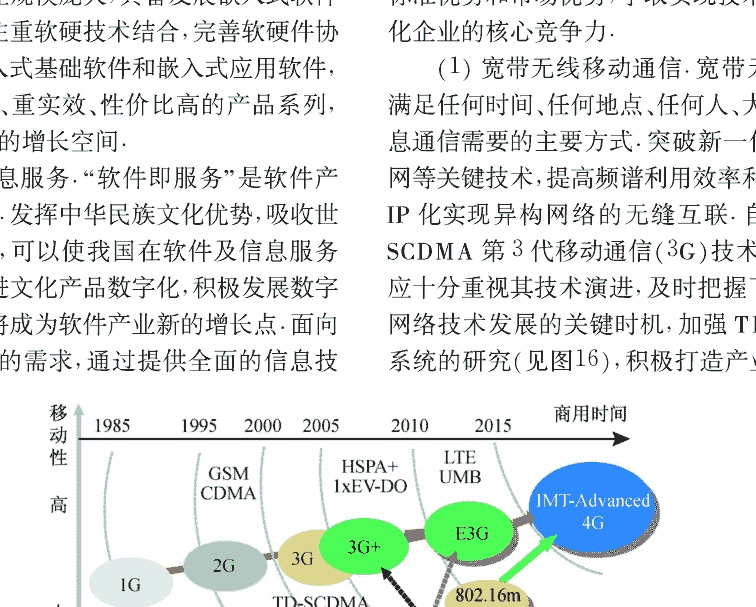 注重软硬技术结合,完善软硬件协
入式基础软件和嵌入式应用软件,
、重实效、性价比高的产品系列,
的增长空间.
息服务.“软件即服务”是软件产
.发挥中华民族文化优势,吸收世
,可以使我国在软件及信息服务
进文化产品数字化,积极发展数字
将成为软件产业新的增长点.面向
的需求,通过提供全面的信息技
化企业的核心竞争力.
(1) 宽带无线移动通信.宽带无
满足任何时间、任何地点、任何人、大
息通信需要的主要方式.突破新一代
网等关键技术,提高频谱利用效率和
IP 化实现异构网络的无缝互联.自
SCDMA 第3代移动通信(3G)技术
应十分重视其技术演进,及时把握下
网络技术发展的关键时机,加强 TD
系统的研究(见图16),积极打造产业
移动性
高
1985 1995 2000 2005 2010 2015
商用时间
GSM
CDMA
HSPA+
1xEV-DO
LTE
UMB
IMT-Advanced
4G
1G
2G
3G
3G+
E3G
TD-SCDMA
802.16m